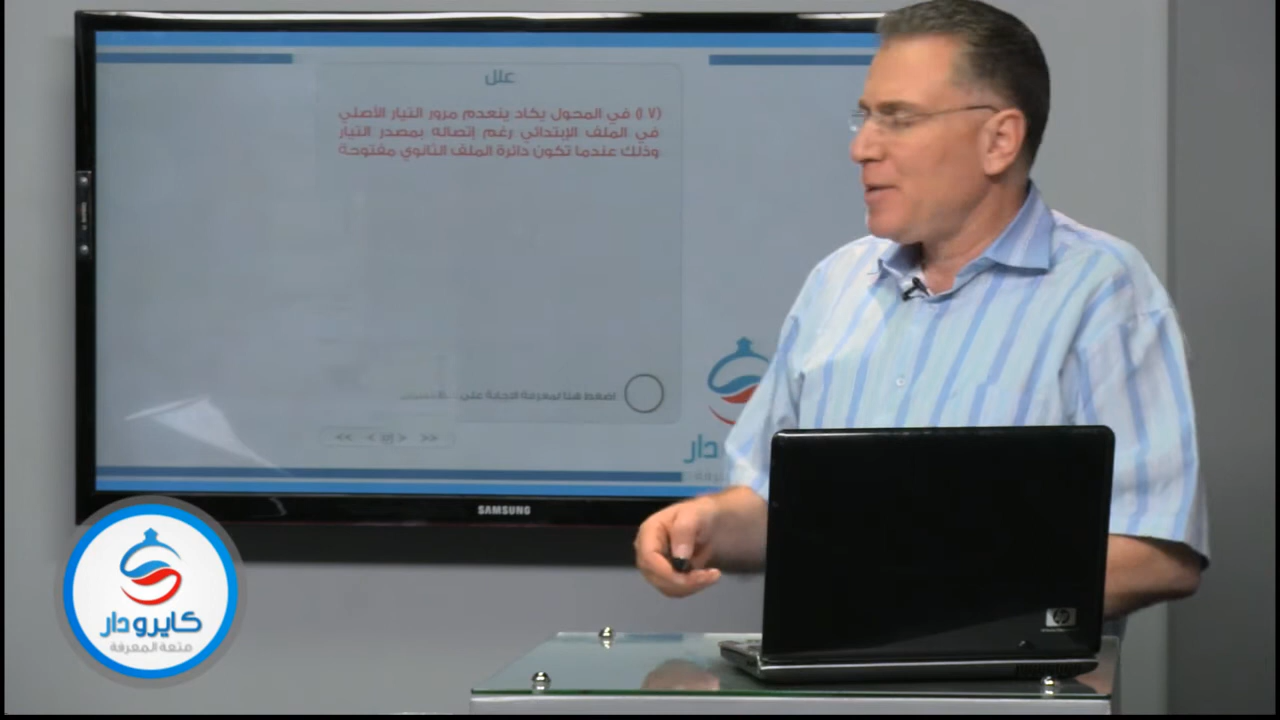 علل
(١٧) في المحول يكاد ينعدم مرور التيار الأصلي
في الملف الإبتدائي رغم إتصاله بمصدر التيار
وذلك عندما تكون دائرة الملف الثانوي مفتوحة
اضغط هنا لمعرفة الاجابة على
<< < > >>
دار
SAMSUNG
hp
كايرو دار
متعة المعرفة